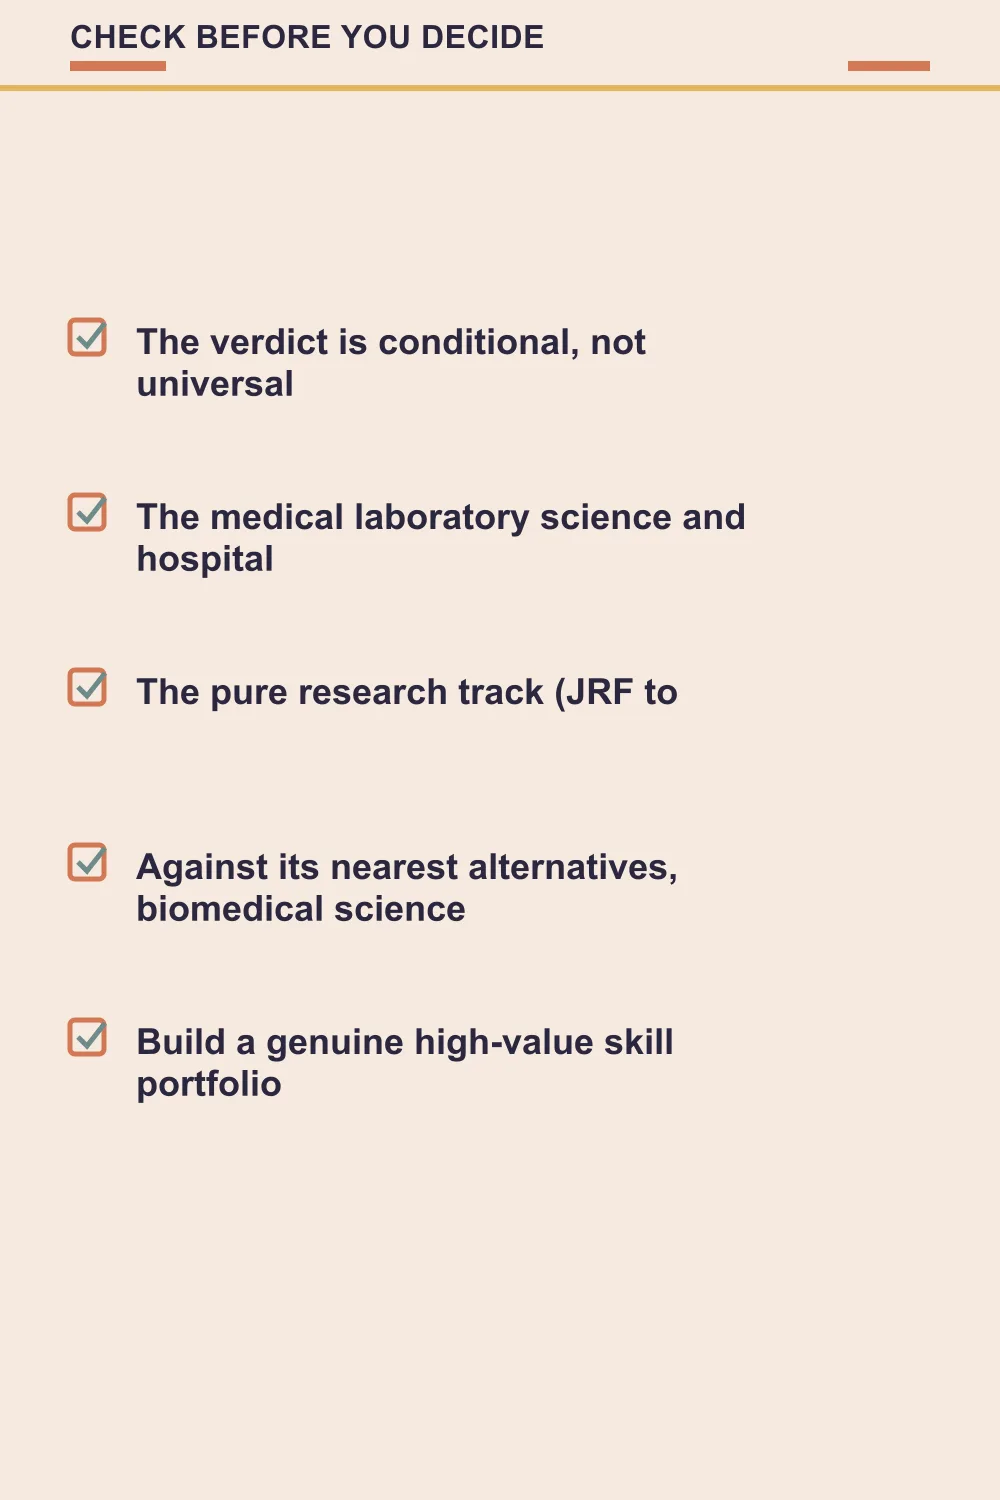 CHECK BEFORE YOU DECIDE
The verdict is conditional, not
universal
The medical laboratory science and
hospital
The pure research track (JRF to
Against its nearest alternatives,
biomedical science
Build a genuine high-value skill
portfolio